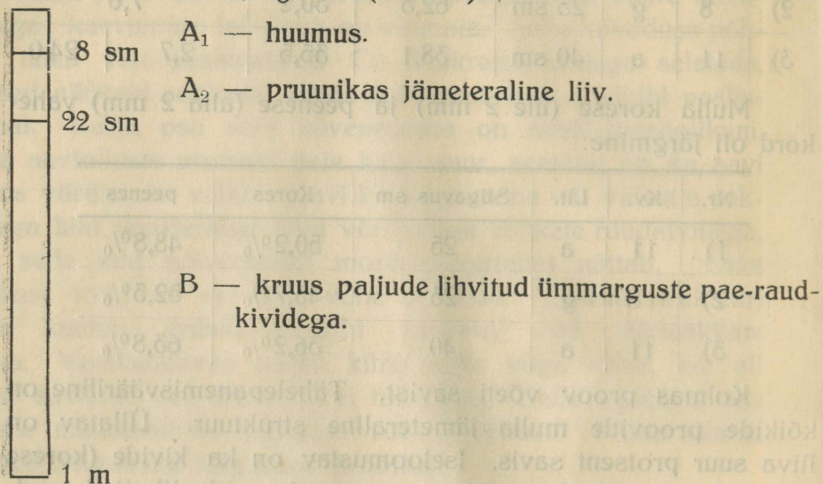 A₁ — huumus.
8 sm
A₂ — pruunikas jämeteraline liiv.
22 sm
B — kruus paljude lihvitud ümmarguste pae-raud-
kividega.
1 m